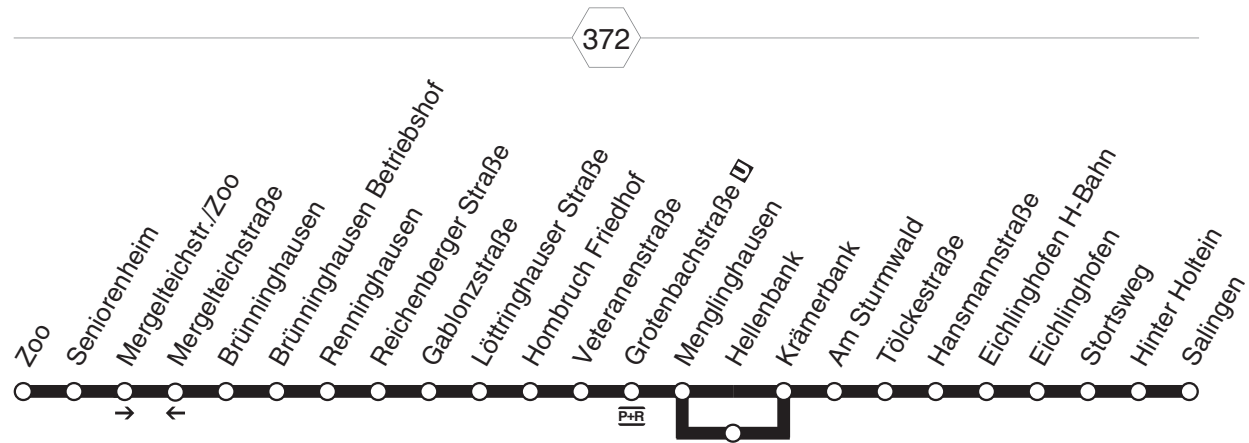 372
Zoo
Seniorenheim
Mergelteichstr./Zoo
Mergelteichstraße
Brünninghausen
Brünninghausen Betriebshof
Renninghausen
Reichenberger Straße
Gablonzstraße
Löttringhauser Straße
Hombruch Friedhof
Veteranenstraße
Grotenbachstraße U
Menglinghausen
Hellenbank
Krämerbank
Am Sturmwald
Tölckestraße
Hansmannstraße
Eichlinghofen H-Bahn
Eichlinghofen
Stortsweg
Hinter Holtein
Salingen
→ ←
P+R